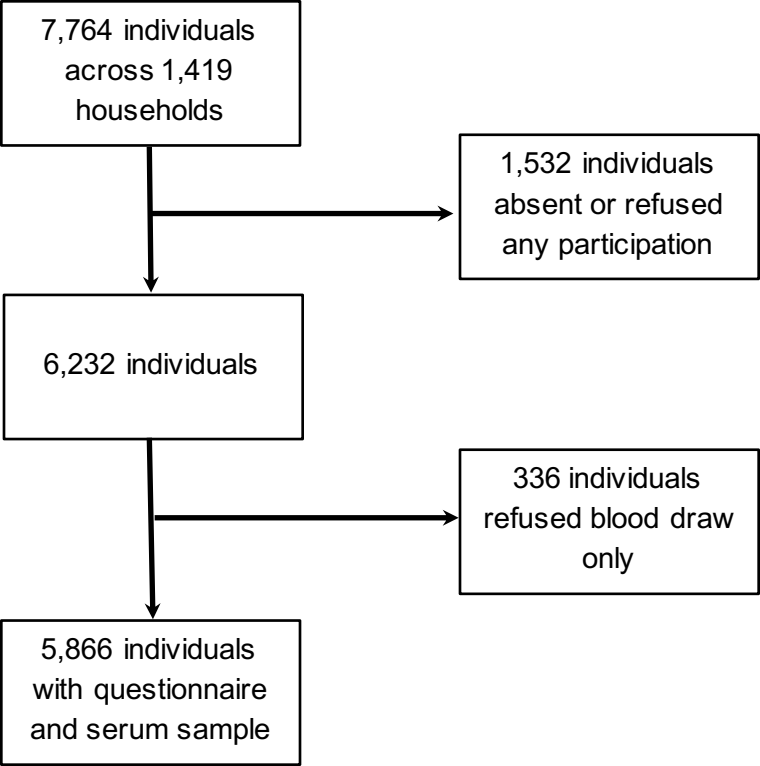 7,764 individuals
across 1,419
households
1,532 individuals
absent or refused
any participation
6,232 individuals
336 individuals
refused blood draw
only
5,866 individuals
with questionnaire
and serum sample